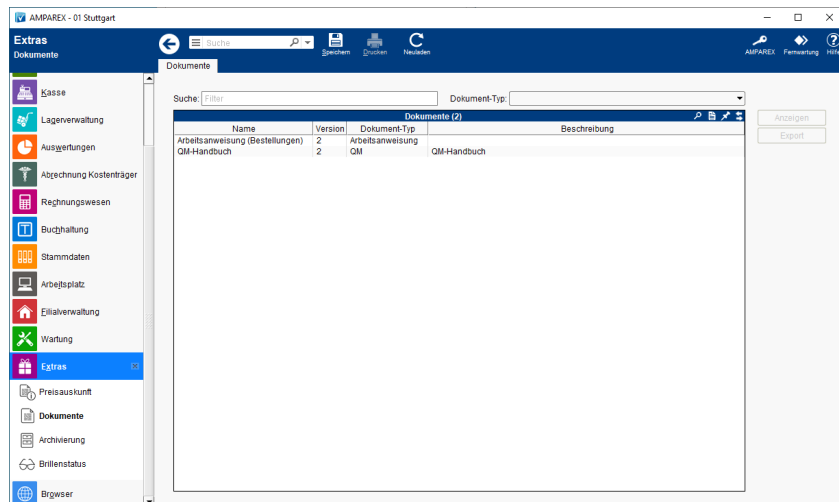 AMPAREX - 01 Stuttgart
Extras
Dokumente
Suche
Speichern
Drucken
Neuladen
AMPAREX
Fernwartung
Hilfe
Dokumente
Kasse
Lagerverwaltung
Auswertungen
Abrechnung Kostenträger
Rechnungswesen
Buchhaltung
Stammdaten
Arbeitsplatz
Filialverwaltung
Wartung
Extras
Preisauskunft
Dokumente
Archivierung
Brillenstatus
Browser
Suche: Filter Dokument-Typ:
Dokumente (2)
Name Version Dokument-Typ Beschreibung
Arbeitsanweisung (Bestellungen) 2 Arbeitsanweisung
QM-Handbuch 2 QM QM-Handbuch
Anzeigen
Export